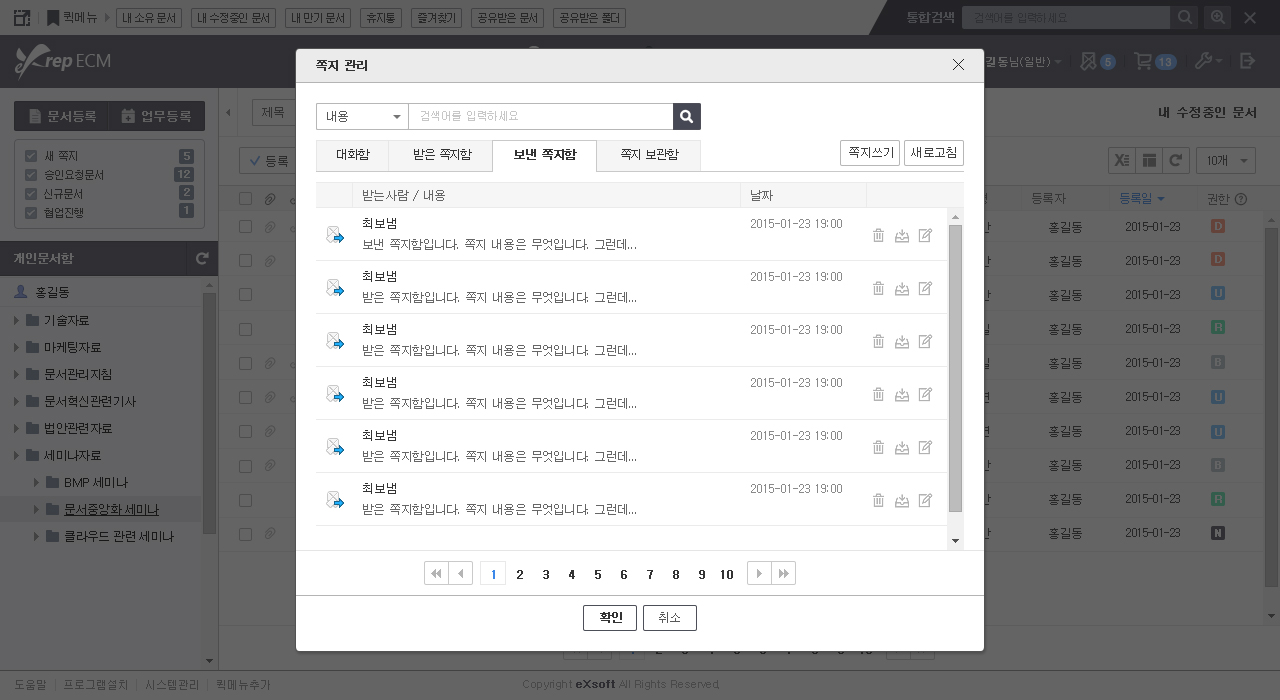 퀵메뉴 내 소유 문서 내 수정중인 문서 내 만기 문서 휴지통 즐겨찾기 공유받은 문서 공유받은 폴더 통합검색 검색어를 입력하세요
eXrep ECM 길동님(일반) 5 13
쪽지 관리
문서등록 업무등록
제목 내 수정중인 문서
내용 검색어를 입력하세요
새 쪽지 5
승인요청문서 12
신규문서 2
협업진행 1
등록 10개
대화함 받은 쪽지함 보낸 쪽지함 쪽지 보관함 쪽지쓰기 새로고침
받는사람 / 내용 날짜
등록자 등록일 권한
개인문서함
홍길동
기술자료
마케팅자료
문서관리지침
문서혁신관련기사
법안관련자료
세미나자료
BMP 세미나
문서중앙화 세미나
클라우드 관련 세미나
최보냄 2015-01-23 19:00
보낸 쪽지함입니다. 쪽지 내용은 무엇입니다. 그런데...
최보냄 2015-01-23 19:00
받은 쪽지함입니다. 쪽지 내용은 무엇입니다. 그런데...
최보냄 2015-01-23 19:00
받은 쪽지함입니다. 쪽지 내용은 무엇입니다. 그런데...
최보냄 2015-01-23 19:00
받은 쪽지함입니다. 쪽지 내용은 무엇입니다. 그런데...
최보냄 2015-01-23 19:00
받은 쪽지함입니다. 쪽지 내용은 무엇입니다. 그런데...
최보냄 2015-01-23 19:00
받은 쪽지함입니다. 쪽지 내용은 무엇입니다. 그런데...
홍길동 2015-01-23 D
홍길동 2015-01-23 D
홍길동 2015-01-23 U
홍길동 2015-01-23 R
홍길동 2015-01-23 B
홍길동 2015-01-23 U
홍길동 2015-01-23 U
홍길동 2015-01-23 B
홍길동 2015-01-23 R
홍길동 2015-01-23 N
1 2 3 4 5 6 7 8 9 10
확인 취소
도움말 프로그램설치 시스템관리 퀵메뉴추가 Copyright eXsoft All Rights Reserved.